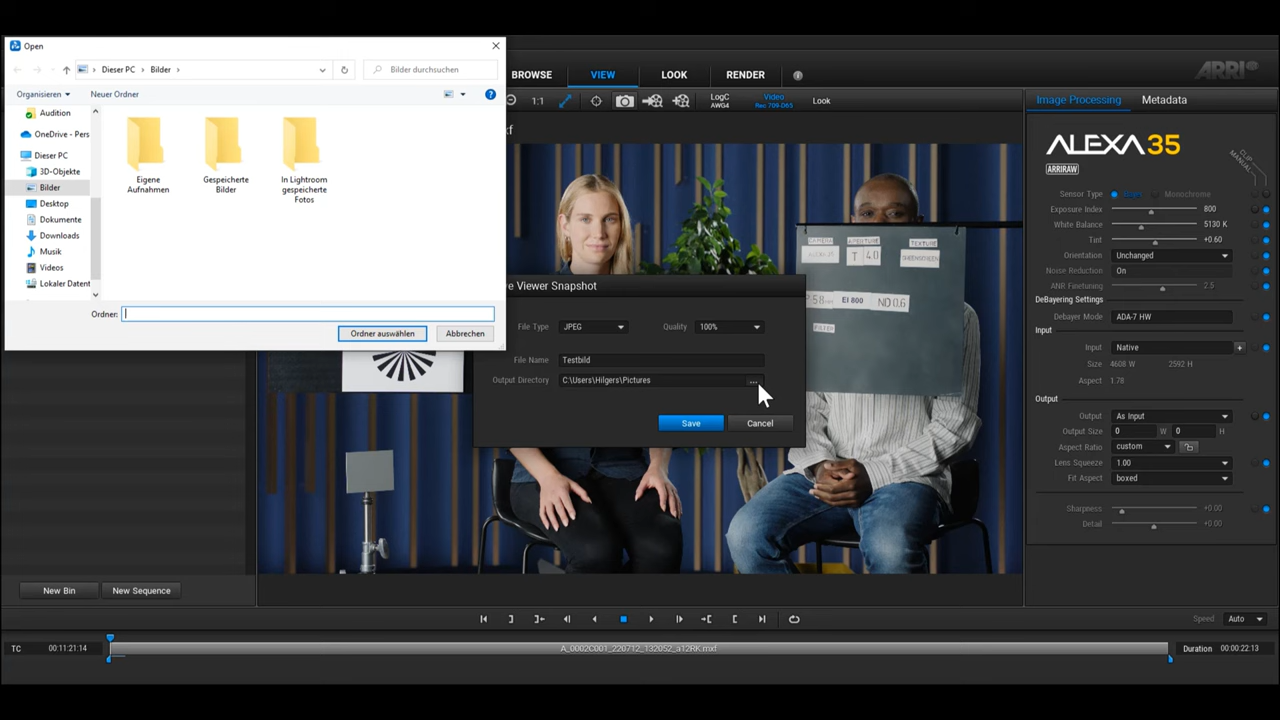 Open
Dieser PC
Bilder
Bilder durchsuchen
Organisieren
Neuer Ordner
Audition
OneDrive - Pers
Dieser PC
3D-Objekte
Bilder
Desktop
Dokumente
Downloads
Musik
Videos
Lokaler Datent
Eigene
Aufnahmen
Gespeicherte
Bilder
In Lightroom
gespeicherte
Fotos
Ordner:
Ordner auswählen
Abbrechen
BROWSE
VIEW
LOOK
RENDER
ARRI
1:1
LogC
AWG4
Video
Rec 709-D65
Look
xf
CAMERA
APERTURE
TEXTURE
T 4.0
58mm
EI 800
ND 0.6
FILTER
Viewer Snapshot
File Type
JPEG
Quality
100%
File Name
Testbild
Output Directory
C:\Users\Hilgers\Pictures
...
Save
Cancel
Image Processing
Metadata
ALEXA 35
ARRIRAW
CLIP
MANUAL
Sensor Type
Monochrome
Exposure Index
800
White Balance
5130 K
Tint
+0.60
Orientation
Unchanged
Noise Reduction
On
ANR Finetuning
2.5
DeBayering Settings
Debayer Mode
ADA-7 HW
Input
Input
Native
Size
4608 W
2592 H
Aspect
1.78
Output
Output
As Input
Output Size
0
W
0
H
Aspect Ratio
custom
Lens Squeeze
1.00
Fit Aspect
boxed
Sharpness
+0.00
Detail
+0.00
New Bin
New Sequence
Speed
Auto
TC
00:11:21:14
A_0002C001_220712_132052_a12RK.mxf
Duration
00:00:22:13